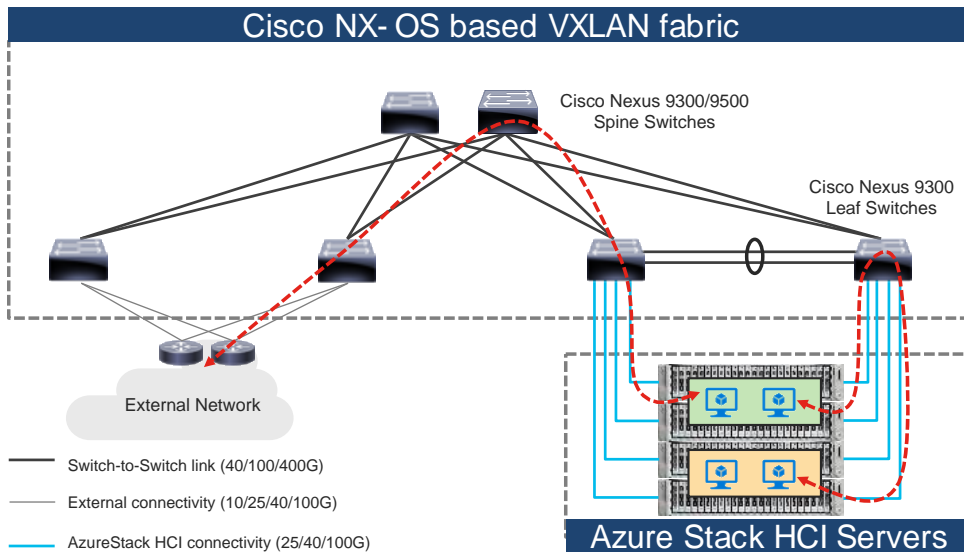 Cisco NX- OS based VXLAN fabric
Cisco Nexus 9300/9500
Spine Switches
Cisco Nexus 9300
Leaf Switches
External Network
Switch-to-Switch link (40/100/400G)
External connectivity (10/25/40/100G)
AzureStack HCI connectivity (25/40/100G)
Azure Stack HCI Servers